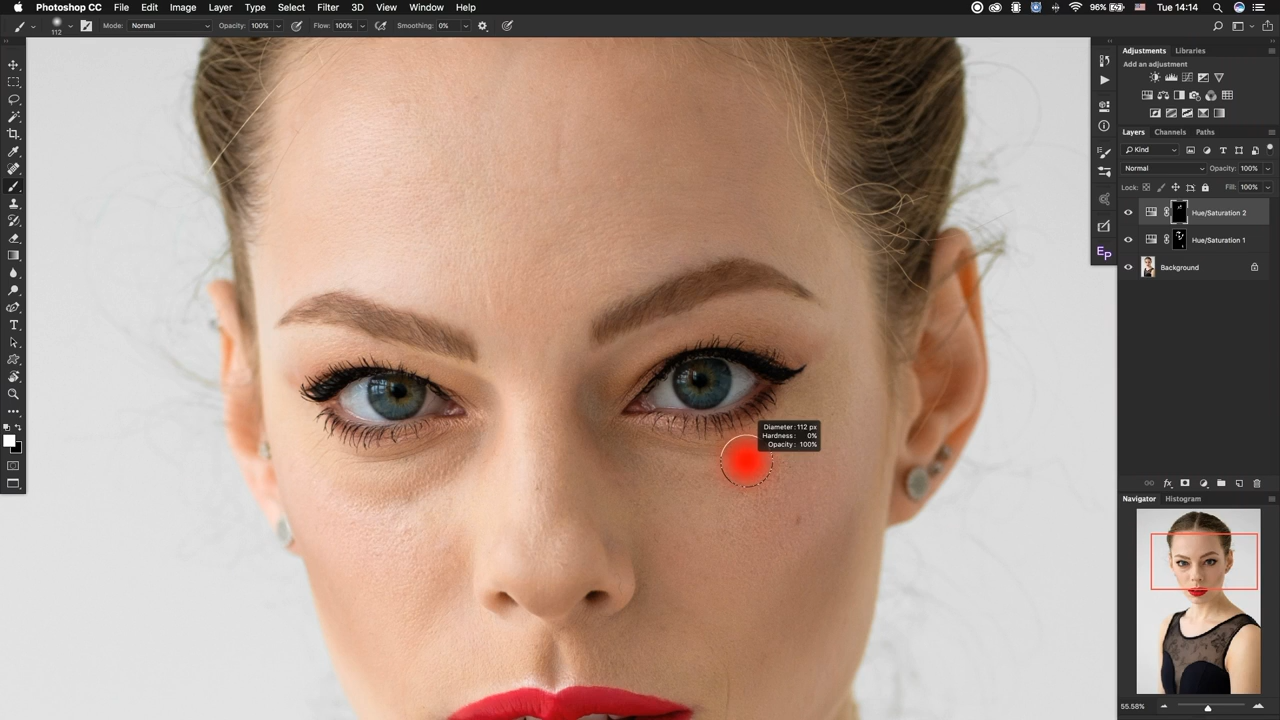 Photoshop CC File Edit Image Layer Type Select Filter 3D View Window Help 96% Tue 14:14
112 Mode: Normal Opacity: 100% Flow: 100% Smoothing: 0%
Adjustments Libraries
Add an adjustment
Layers Channels Paths
Kind
Normal Opacity: 100%
Lock: Fill: 100%
Hue/Saturation 2
Hue/Saturation 1
Background
Ep
Diameter: 112 px
Hardness: 0%
Opacity: 100%
fx
Navigator Histogram
55.58%